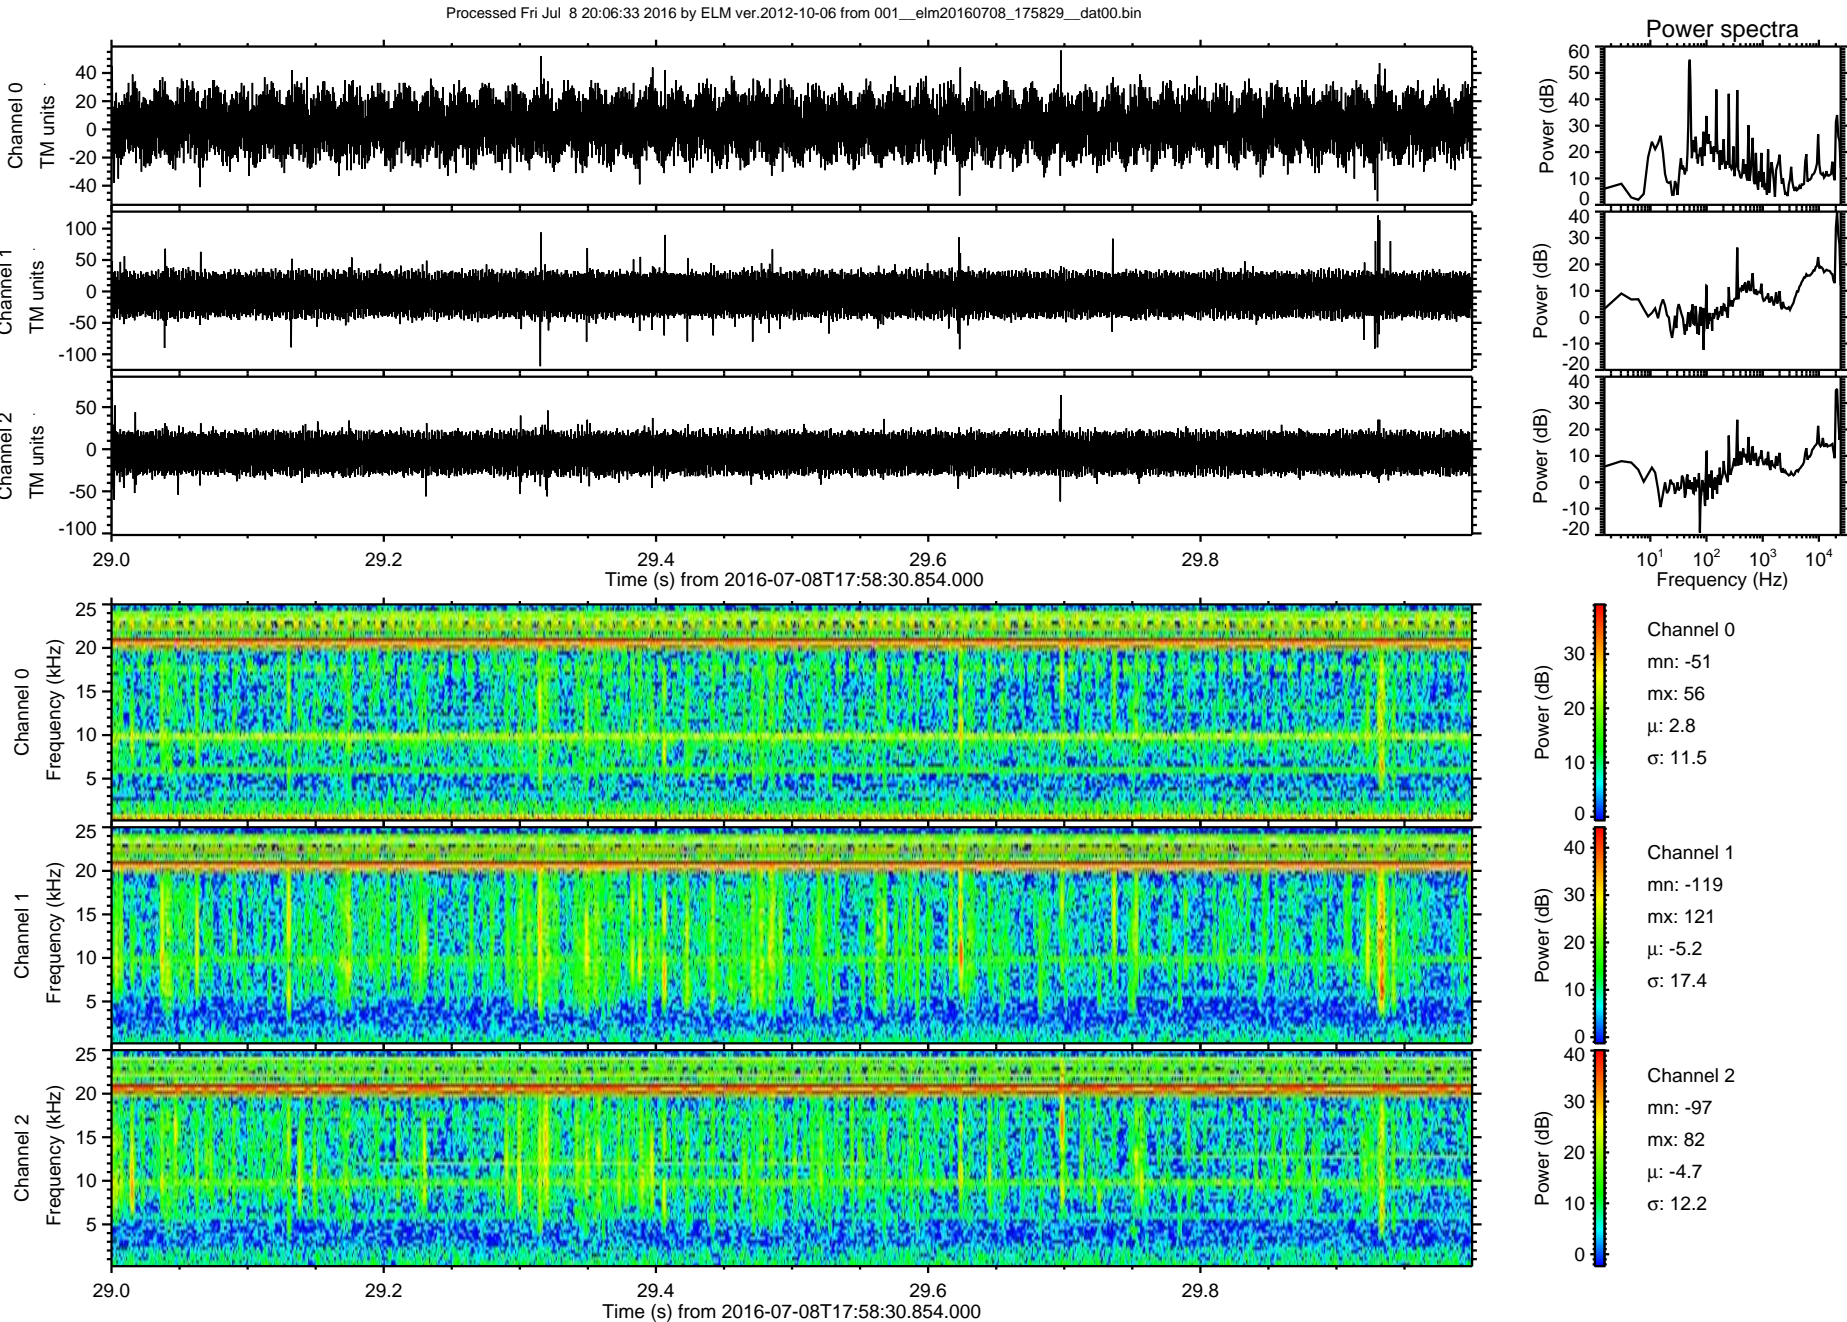 Processed Fri Jul  8 20:06:33 2016 by ELM ver.2012-10-06 from 001__elm20160708_175829__dat00.bin
Power spectra
Channel 0
TM units
40
20
0
-20
-40
Power (dB)
60
50
40
30
20
10
0
Channel 1
TM units
100
50
0
-50
-100
Power (dB)
40
30
20
10
0
-10
-20
Channel 2
TM units
50
0
-50
-100
Power (dB)
40
30
20
10
0
-10
-20
29.0 29.2 29.4 29.6 29.8
Time (s) from 2016-07-08T17:58:30.854.000
10¹ 10² 10³ 10⁴
Frequency (Hz)
Channel 0
Frequency (kHz)
25
20
15
10
5
Power (dB)
30
20
10
0
Channel 0
mn: -51
mx: 56
μ: 2.8
σ: 11.5
Channel 1
Frequency (kHz)
25
20
15
10
5
Power (dB)
40
30
20
10
0
Channel 1
mn: -119
mx: 121
μ: -5.2
σ: 17.4
Channel 2
Frequency (kHz)
25
20
15
10
5
Power (dB)
40
30
20
10
0
Channel 2
mn: -97
mx: 82
μ: -4.7
σ: 12.2
29.0 29.2 29.4 29.6 29.8
Time (s) from 2016-07-08T17:58:30.854.000